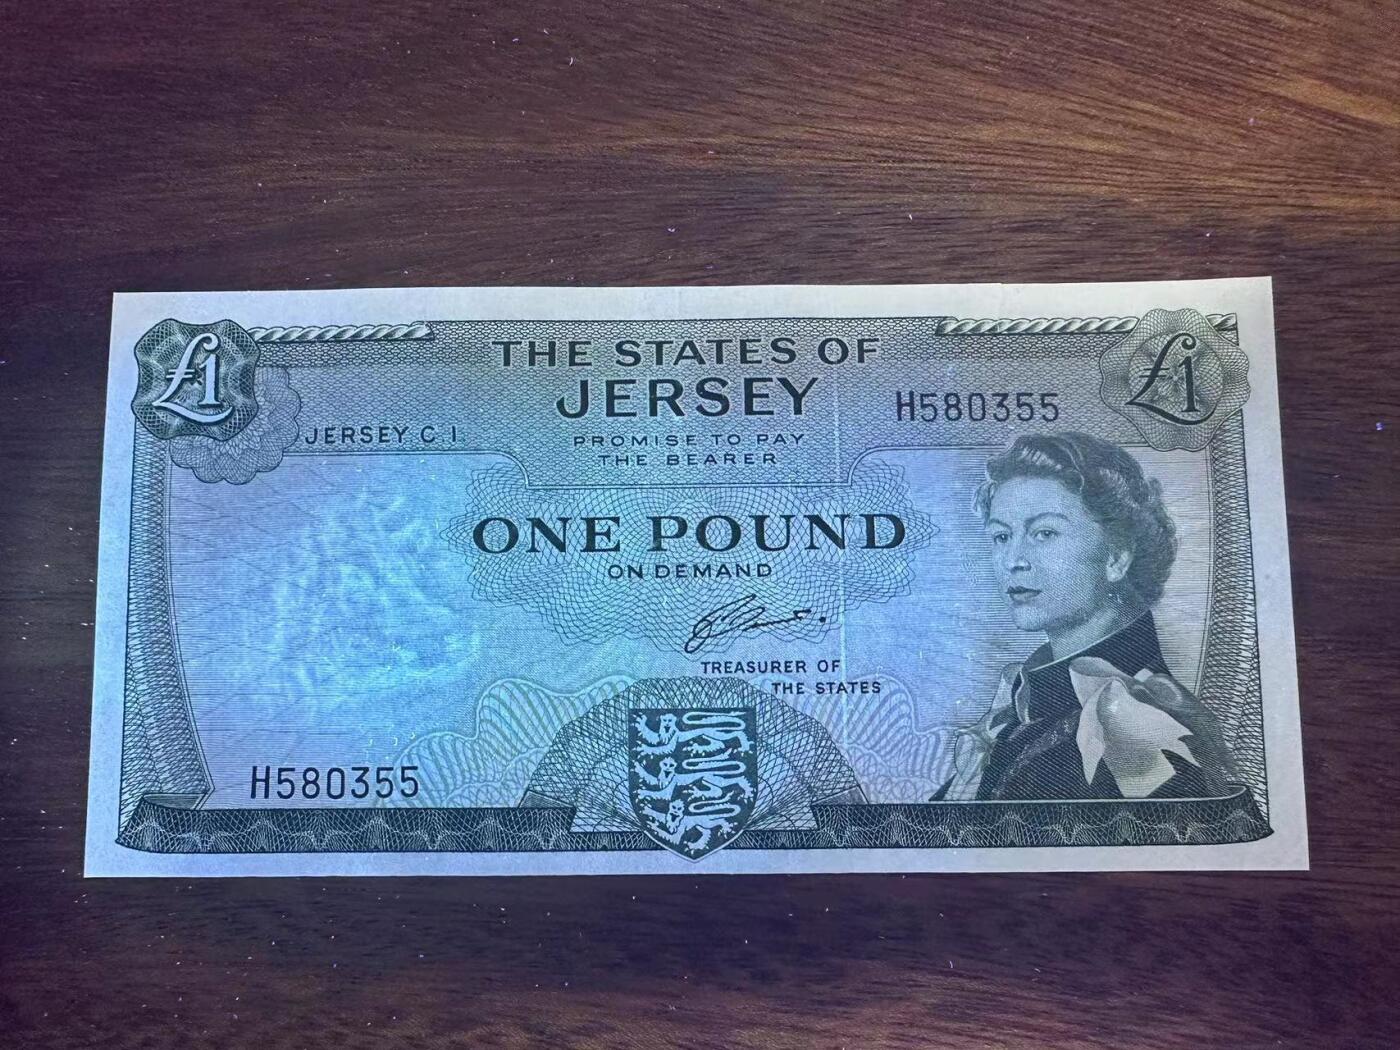 £1
£1
THE STATES OF
JERSEY
H580355
JERSEY C.I.
PROMISE TO PAY
THE BEARER
ONE POUND
ON DEMAND
TREASURER OF
THE STATES
H580355